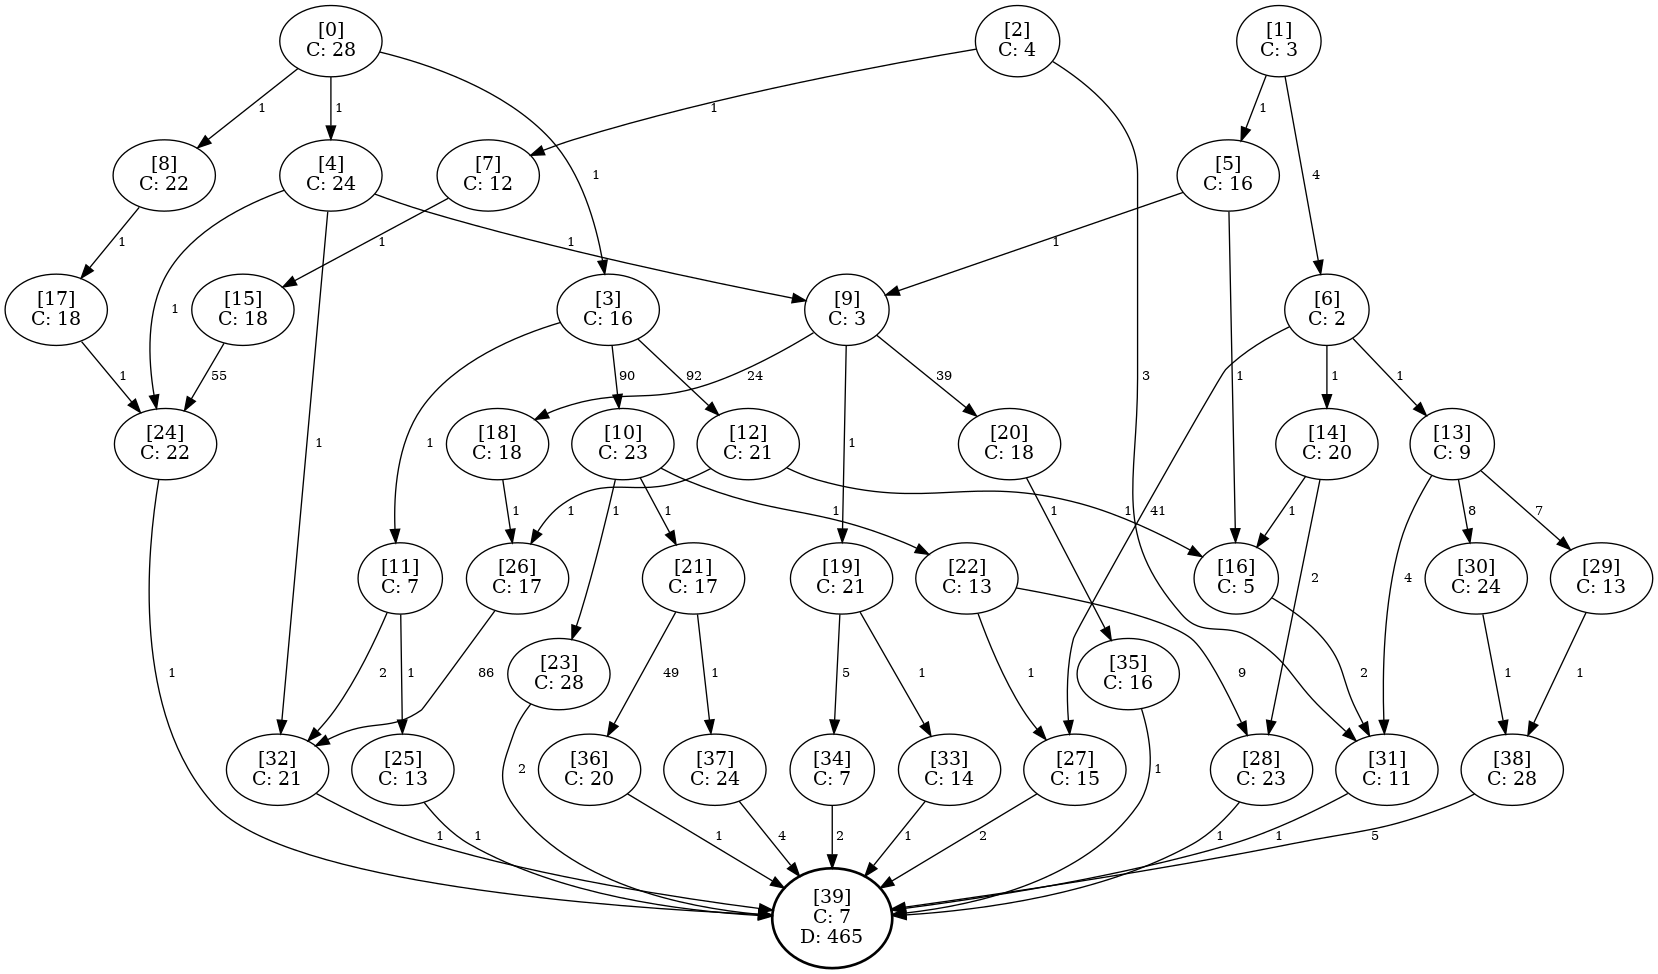 [0]
C: 28
[2]
C: 4
[1]
C: 3
1
1
1
1
3
1
4
[8]
C: 22
[4]
C: 24
[7]
C: 12
[5]
C: 16
1
1
1
1
1
1
1
[17]
C: 18
[15]
C: 18
[3]
C: 16
[9]
C: 3
[6]
C: 2
1
55
1
90
92
24
1
39
41
1
1
[24]
C: 22
[18]
C: 18
[10]
C: 23
[12]
C: 21
[20]
C: 18
[14]
C: 20
[13]
C: 9
1
1
1
1
1
1
1
1
1
2
4
8
7
[11]
C: 7
[26]
C: 17
[21]
C: 17
[19]
C: 21
[22]
C: 13
[16]
C: 5
[30]
C: 24
[29]
C: 13
2
1
86
49
1
5
1
1
9
2
1
1
[23]
C: 28
[35]
C: 16
[32]
C: 21
[25]
C: 13
[36]
C: 20
[37]
C: 24
[34]
C: 7
[33]
C: 14
[27]
C: 15
[28]
C: 23
[31]
C: 11
[38]
C: 28
1
1
2
1
4
2
1
2
1
1
1
5
[39]
C: 7
D: 465